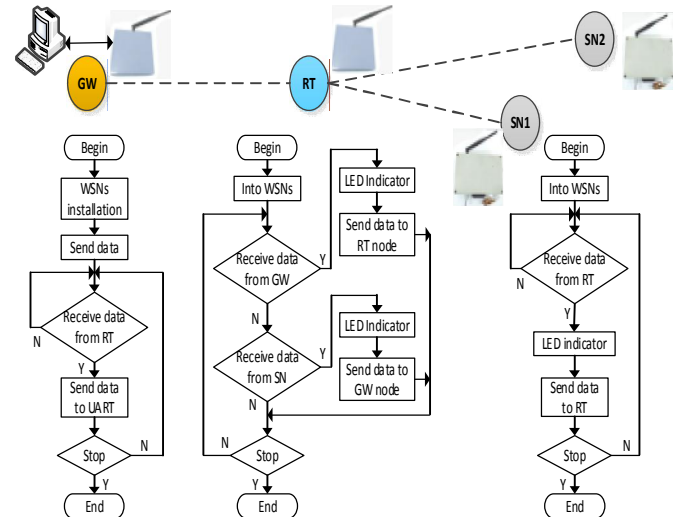 GW
RT
SN2
SN1
Begin
WSNs
installation
Send data
Receive data
from RT
N
Y
Send data
to UART
Stop
N
Y
End
Begin
Into WSNs
Receive data
from GW
Y
LED Indicator
Send data to
RT node
N
Receive data
from SN
Y
LED Indicator
Send data to
GW node
N
Stop
N
Y
End
Begin
Into WSNs
Receive data
from RT
N
Y
LED indicator
Send data
to RT
Stop
N
Y
End